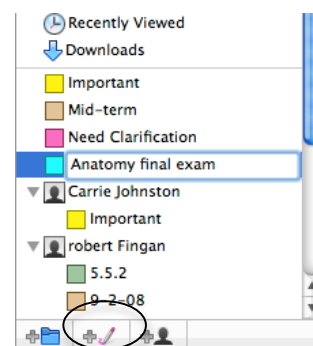 Recently Viewed
Downloads
Important
Mid-term
Need Clarification
Anatomy final exam
Carrie Johnston
Important
robert Fingan
5.5.2
9-2-08